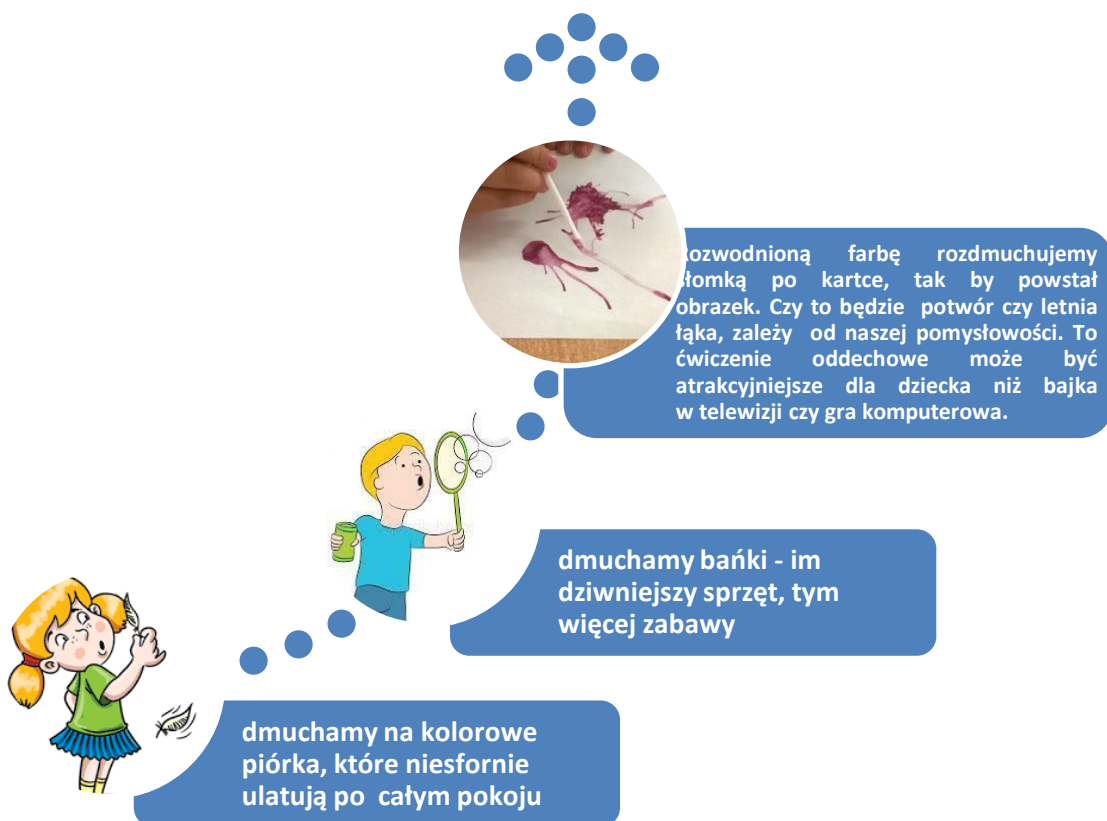 Rozwodnioną farbę rozdmuchujemy
słomką po kartce, tak by powstał
obrazek. Czy to będzie potwór czy letnia
łąka, zależy od naszej pomysłowości. To
ćwiczenie oddechowe może być
atrakcyjniejsze dla dziecka niż bajka
w telewizji czy gra komputerowa.
dmuchamy bańki - im
dziwniejszy sprzęt, tym
więcej zabawy
dmuchamy na kolorowe
piórka, które niesfornie
ulatują po całym pokoju